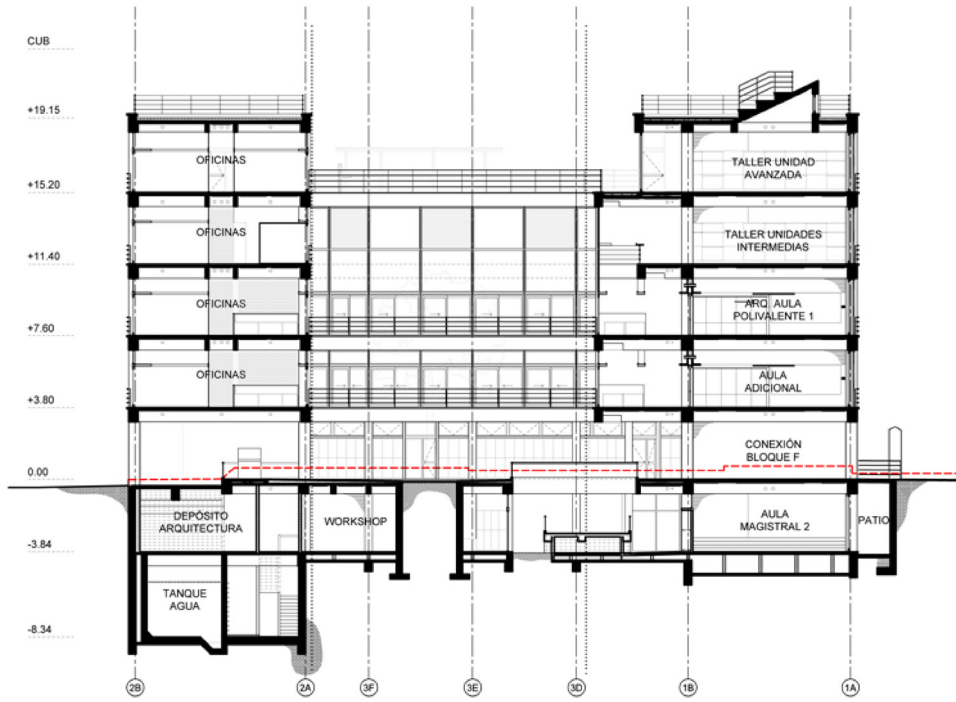 CUB
+19.15
OFICINAS
TALLER UNIDAD
AVANZADA
+15.20
OFICINAS
TALLER UNIDADES
INTERMEDIAS
+11.40
OFICINAS
ARQ. AULA
POLIVALENTE 1
+7.60
OFICINAS
AULA
ADICIONAL
+3.80
CONEXIÓN
BLOQUE F
0.00
DEPÓSITO
ARQUITECTURA
WORKSHOP
AULA
MAGISTRAL 2
PATIO
-3.84
TANQUE
AGUA
-8.34
2B
2A
3F
3E
3D
1B
1A